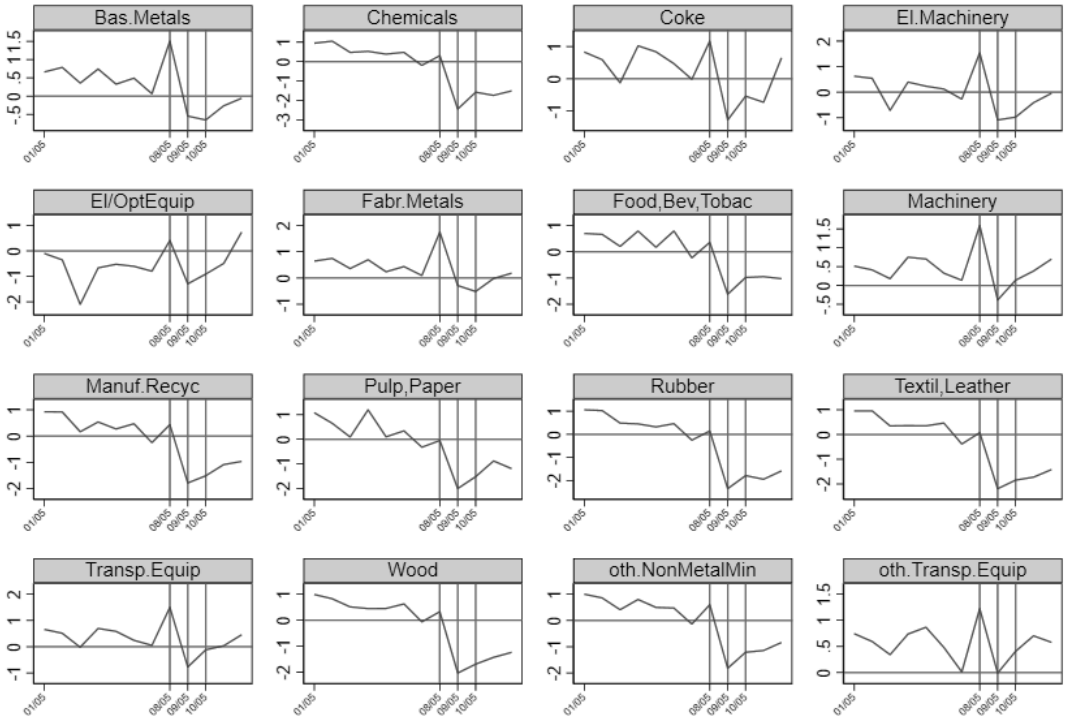 Bas.Metals
-.5 0 .5 11.5
01/05 08/05 09/05 10/05
Chemicals
-3.2 -1 0 1
01/05 08/05 09/05 10/05
Coke
-1 0 1
01/05 08/05 09/05 10/05
El.Machinery
-1 0 1 2
01/05 08/05 09/05 10/05
El/OptEquip
-2 -1 0 1
01/05 08/05 09/05 10/05
Fabr.Metals
-1 0 1 2
01/05 08/05 09/05 10/05
Food,Bev,Tobac
-2 -1 0 1
01/05 08/05 09/05 10/05
Machinery
-.5 0 .5 11.5
01/05 08/05 09/05 10/05
Manuf.Recyc
-2 -1 0 1
01/05 08/05 09/05 10/05
Pulp,Paper
-2 -1 0 1
01/05 08/05 09/05 10/05
Rubber
-2 -1 0 1
01/05 08/05 09/05 10/05
Textil,Leather
-2 -1 0 1
01/05 08/05 09/05 10/05
Transp.Equip
-1 0 1 2
01/05 08/05 09/05 10/05
Wood
-2 -1 0 1
01/05 08/05 09/05 10/05
oth.NonMetalMin
-2 -1 0 1
01/05 08/05 09/05 10/05
oth.Transp.Equip
0 .5 1 1.5
01/05 08/05 09/05 10/05